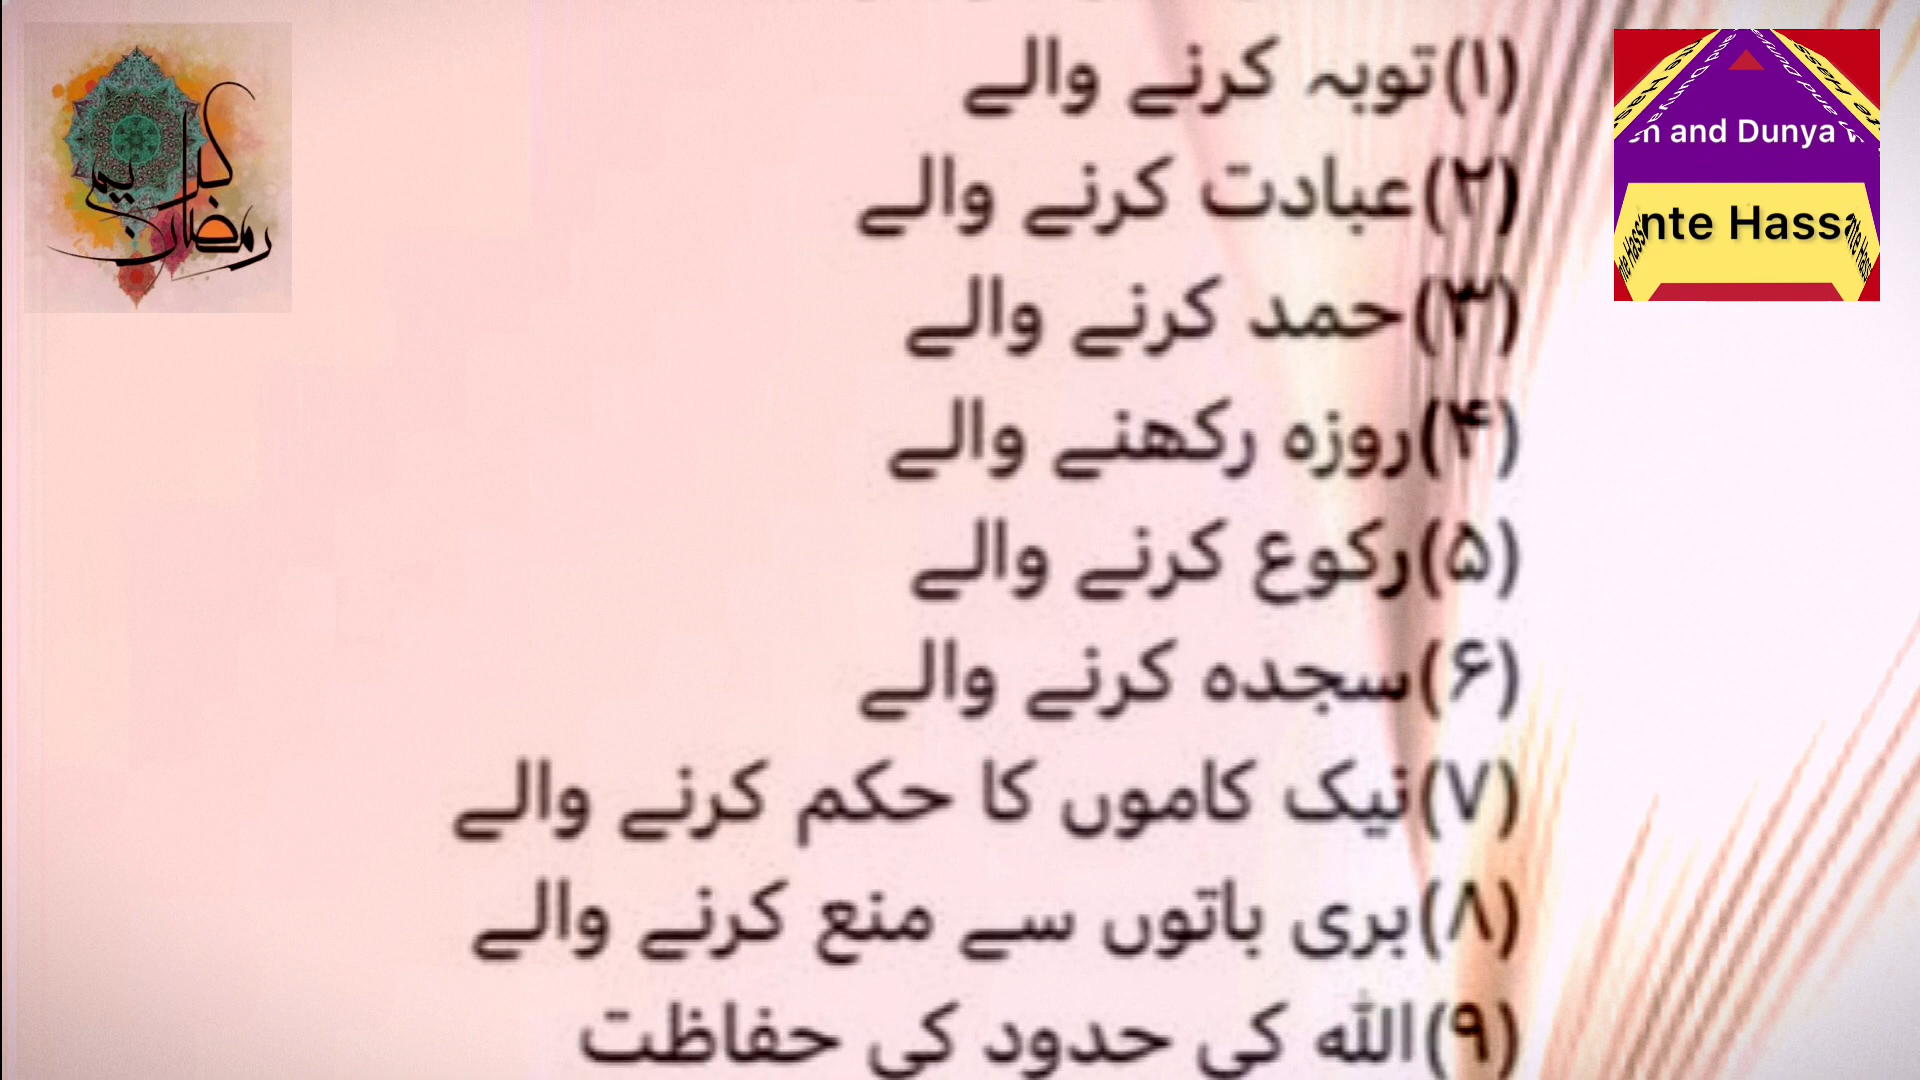 (۱)توبہ کرنے والے
(۲)عبادت کرنے والے
(۳)حمد کرنے والے
(۴)روزہ رکھنے والے
(۵)رکوع کرنے والے
(۶)سجدہ کرنے والے
(۷)نیک کاموں کا حکم کرنے والے
(۸)بری باتوں سے منع کرنے والے
(۹)الله کی حدود کی حفاظت
رمضان كريم
and Dunya
nte Hass